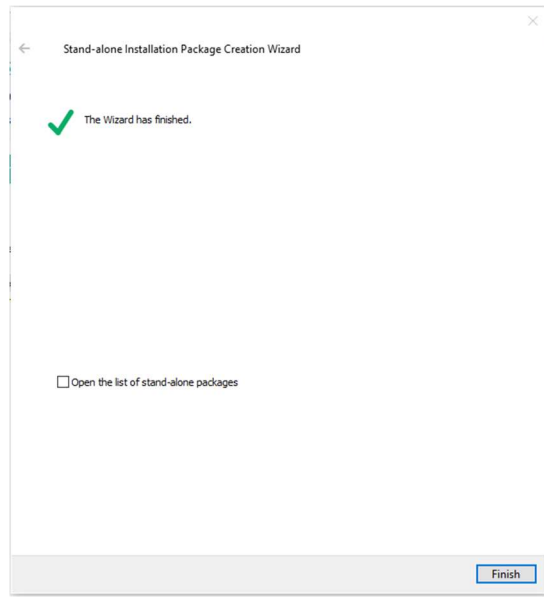 Stand-alone Installation Package Creation Wizard
The Wizard has finished.
Open the list of stand-alone packages
Finish